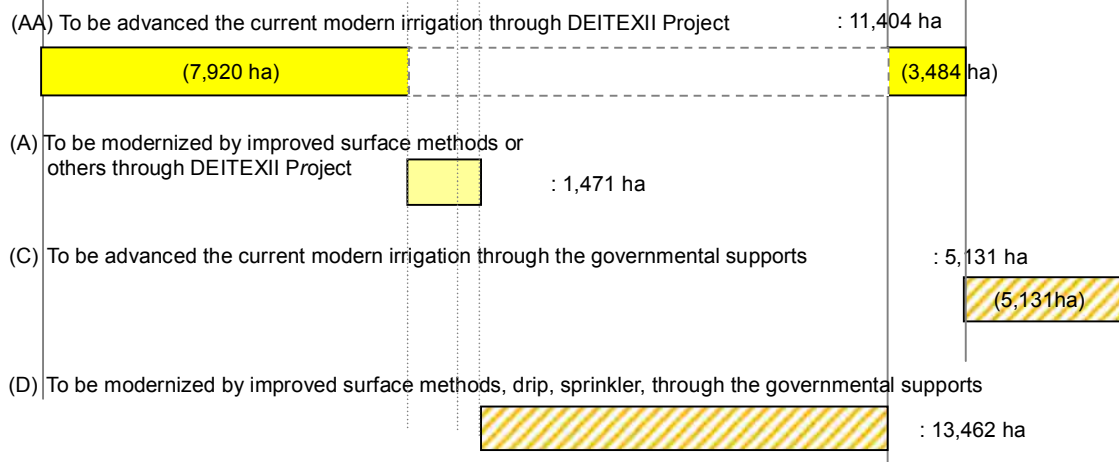 (AA) To be advanced the current modern irrigation through DEITEXII Project : 11,404 ha
(7,920 ha) (3,484 ha)
(A) To be modernized by improved surface methods or
others through DEITEXII Project
: 1,471 ha
(C) To be advanced the current modern irrigation through the governmental supports : 5,131 ha
(5,131ha)
(D) To be modernized by improved surface methods, drip, sprinkler, through the governmental supports
: 13,462 ha